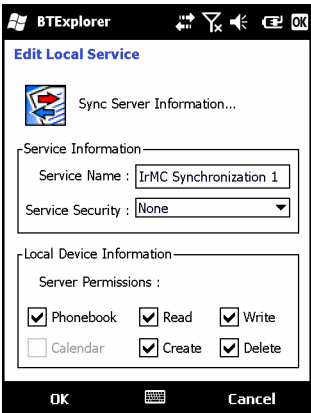 BTExplorer OK
Edit Local Service
Sync Server Information...
Service Information
Service Name : IrMC Synchronization 1
Service Security : None
Local Device Information
Server Permissions :
Phonebook Read Write
Calendar Create Delete
OK Cancel